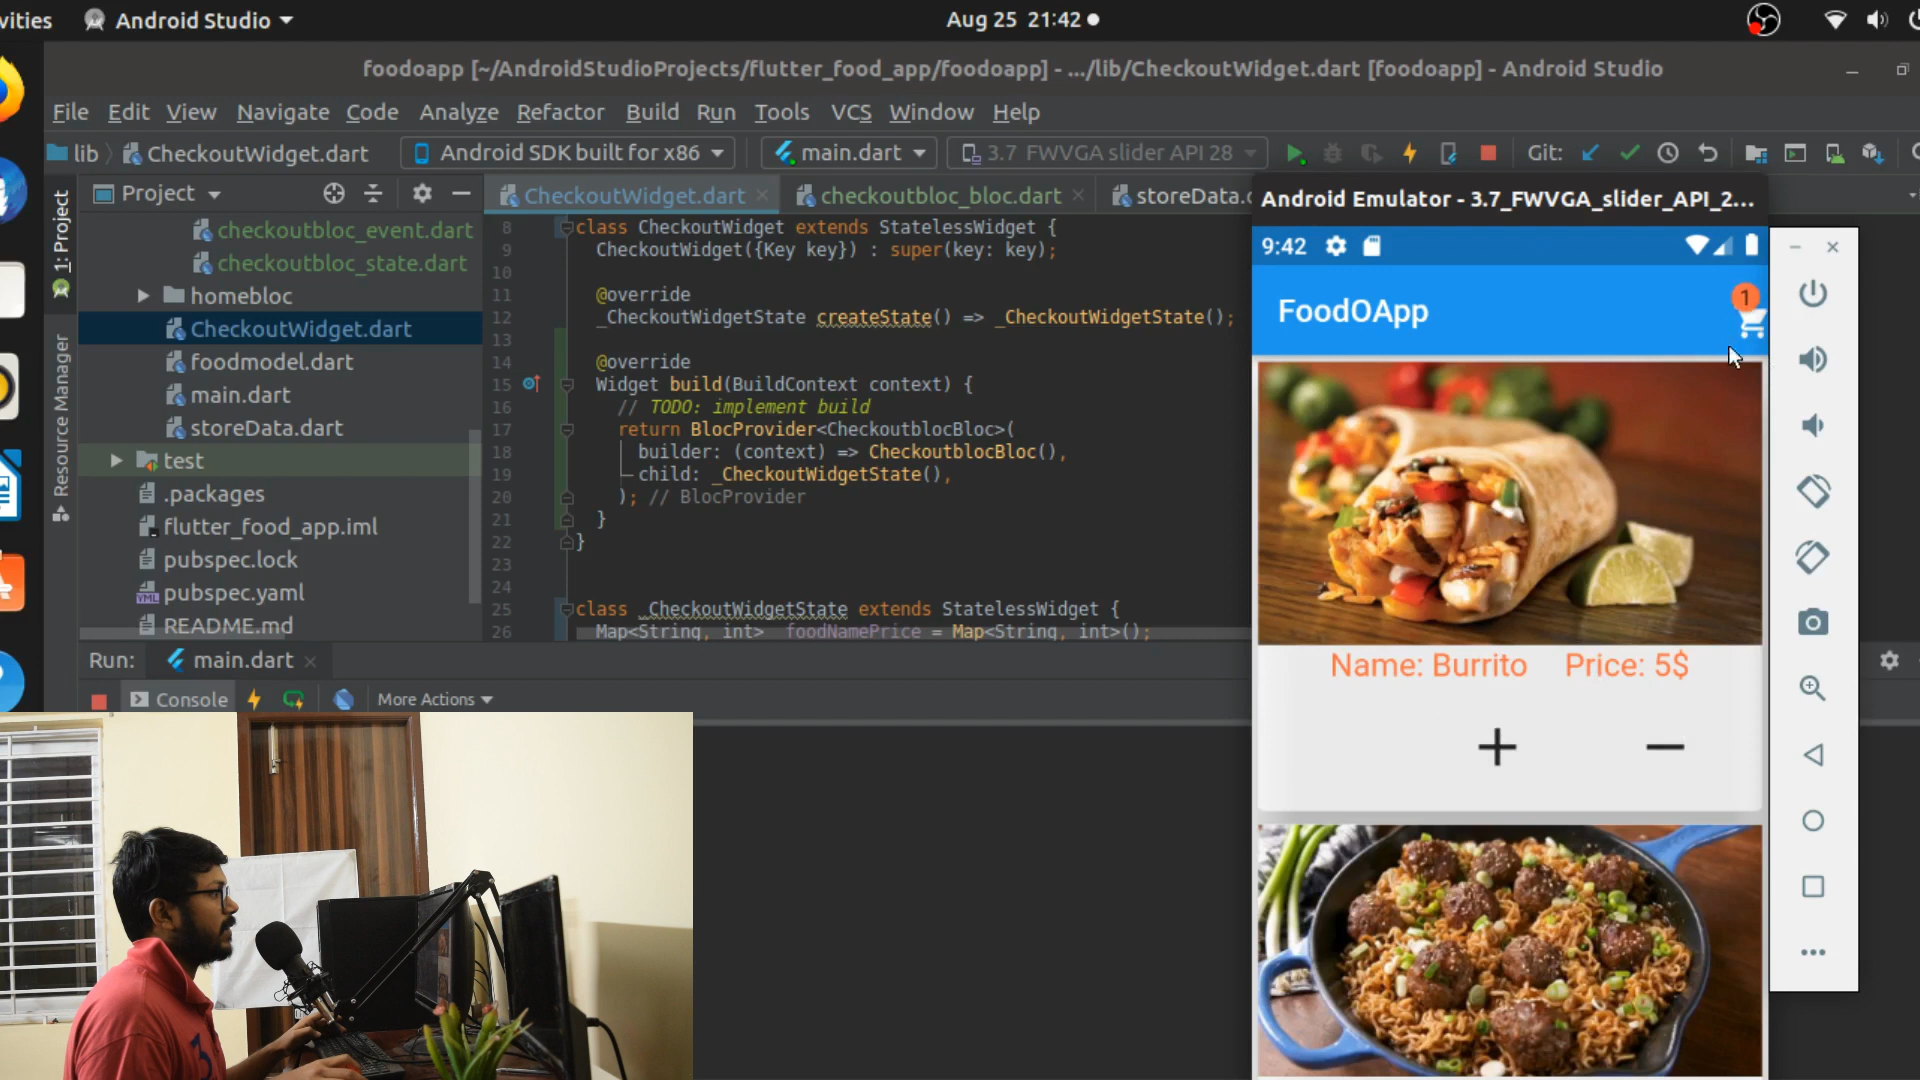 vities
Android Studio
Aug 25 21:42
foodoapp [~/AndroidStudioProjects/flutter_food_app/foodoapp] - .../lib/CheckoutWidget.dart [foodoapp] - Android Studio
File Edit View Navigate Code Analyze Refactor Build Run Tools VCS Window Help
lib CheckoutWidget.dart
Android SDK built for x86
main.dart
3.7 FWVGA slider API 28
Git:
1: Project
Resource Manager
Project
checkoutbloc_event.dart
checkoutbloc_state.dart
homebloc
CheckoutWidget.dart
foodmodel.dart
main.dart
storeData.dart
test
.packages
flutter_food_app.iml
pubspec.lock
pubspec.yaml
README.md
CheckoutWidget.dart
checkoutbloc_bloc.dart
storeData.
8 class CheckoutWidget extends StatelessWidget {
9 CheckoutWidget({Key key}) : super(key: key);
10
11 @override
12 _CheckoutWidgetState createState() => _CheckoutWidgetState();
13
14 @override
15 Widget build(BuildContext context) {
16 // TODO: implement build
17 return BlocProvider<CheckoutblocBloc>(
18 builder: (context) => CheckoutblocBloc(),
19 child: _CheckoutWidgetState(),
20 ); // BlocProvider
21 }
22 }
23
24
25 class _CheckoutWidgetState extends StatelessWidget {
26 Map<String, int> foodNamePrice = Map<String, int>();
Run: main.dart
Console
More Actions
Android Emulator - 3.7_FWVGA_slider_API_2...
9:42
FoodOApp
1
Name: Burrito Price: 5$
+ −
3